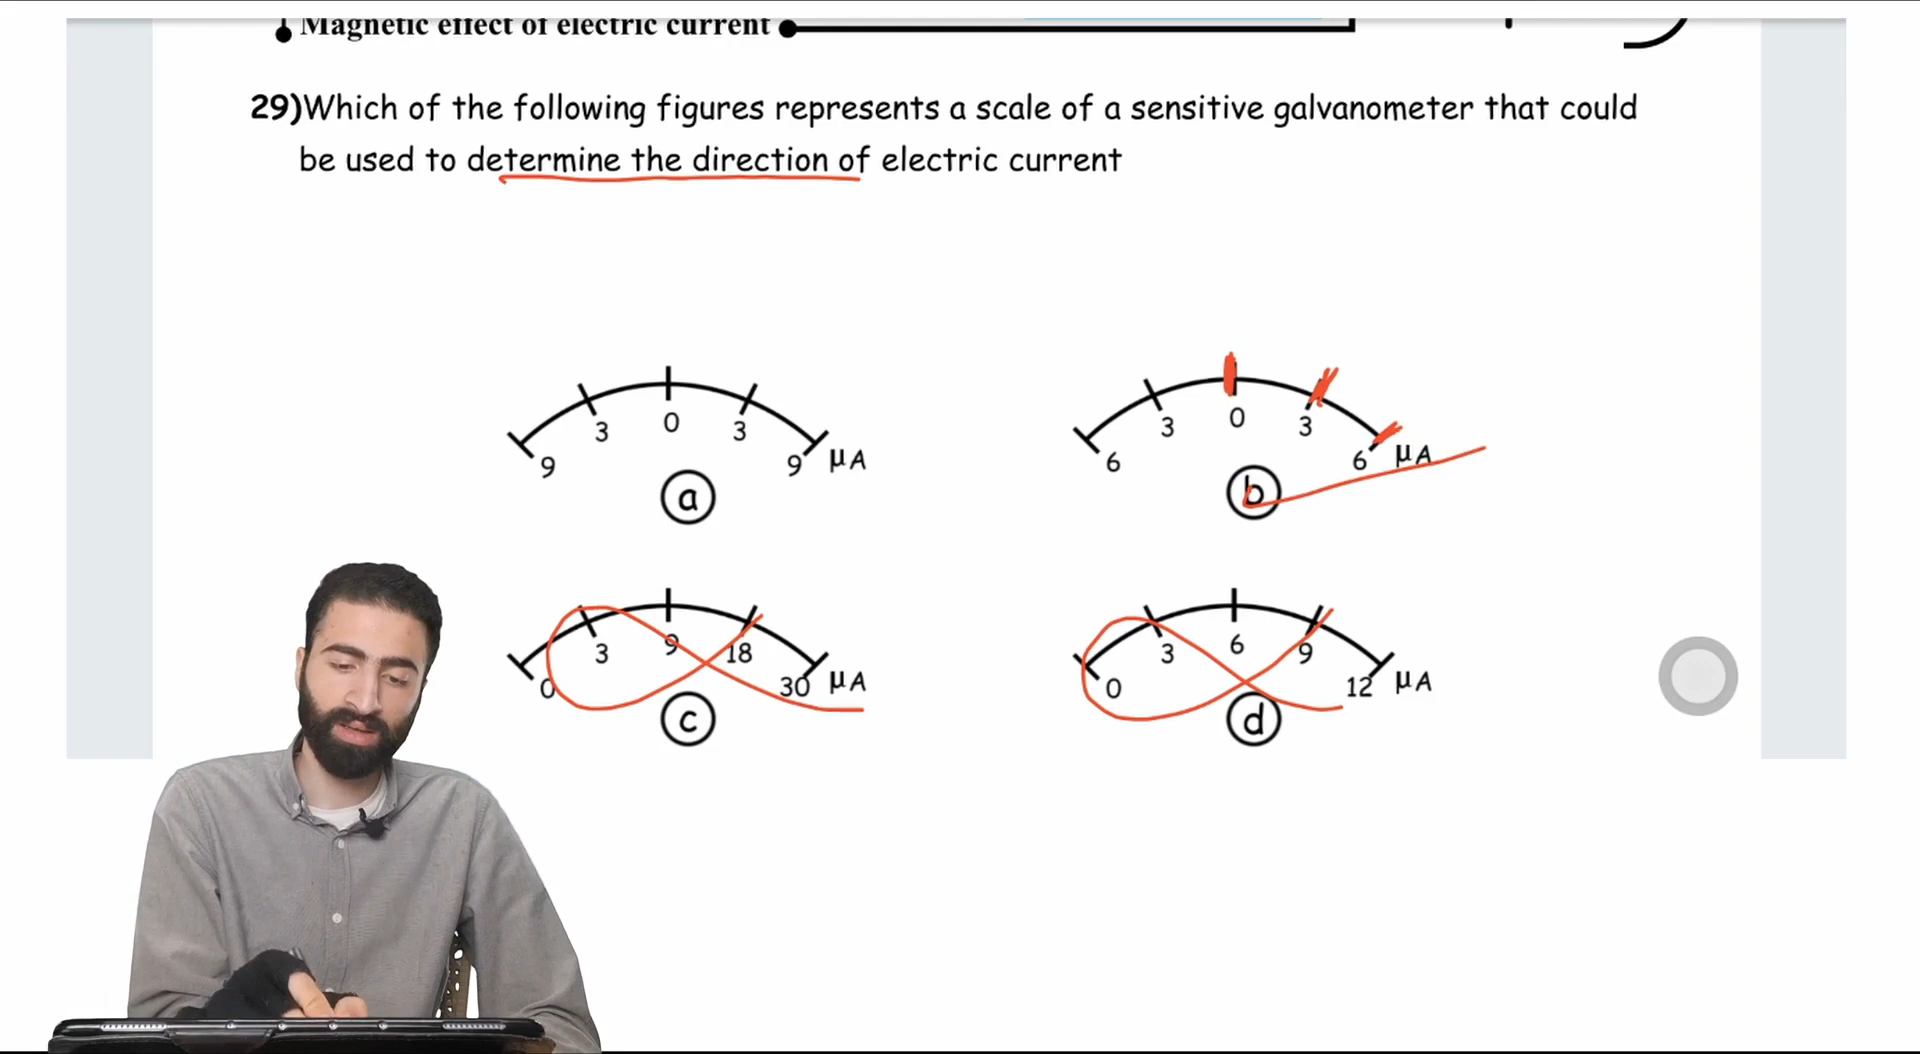 Magnetic effect of electric current
29)Which of the following figures represents a scale of a sensitive galvanometer that could
be used to determine the direction of electric current
9 3 0 3 9 μA
a
6 3 0 3 6 μA
b
0 3 9 18 30 μA
c
0 3 6 9 12 μA
d